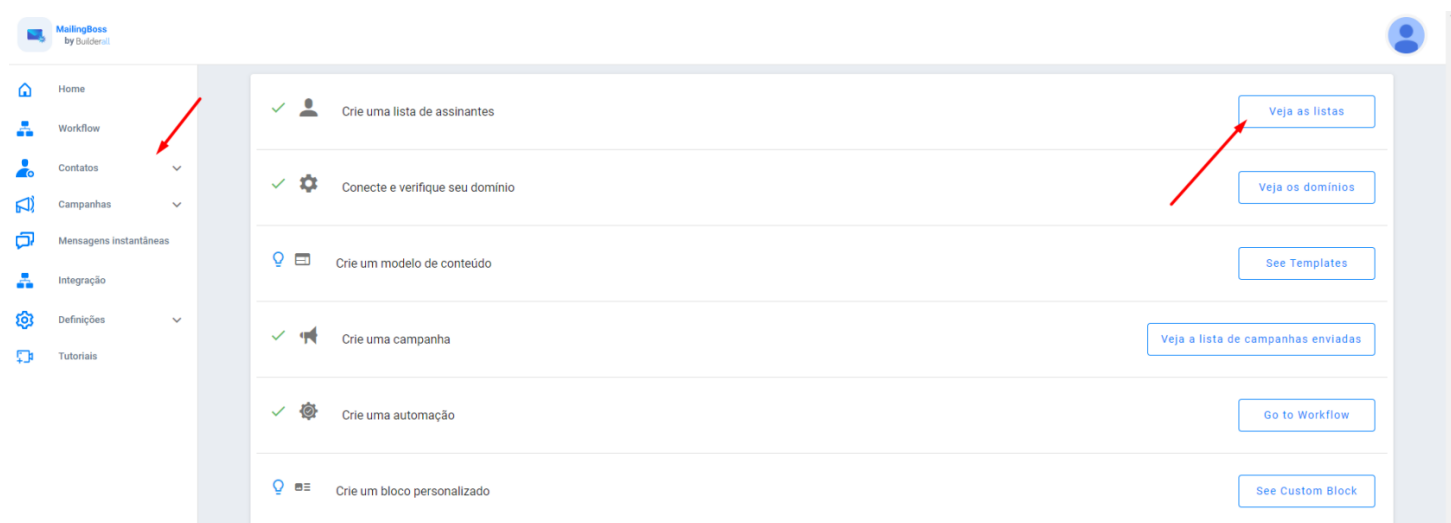 MailingBoss
by Builderall
Home
Workflow
Contatos
Campanhas
Mensagens instantâneas
Integração
Definições
Tutoriais
Crie uma lista de assinantes
Veja as listas
Conecte e verifique seu domínio
Veja os domínios
Crie um modelo de conteúdo
See Templates
Crie uma campanha
Veja a lista de campanhas enviadas
Crie uma automação
Go to Workflow
Crie um bloco personalizado
See Custom Block